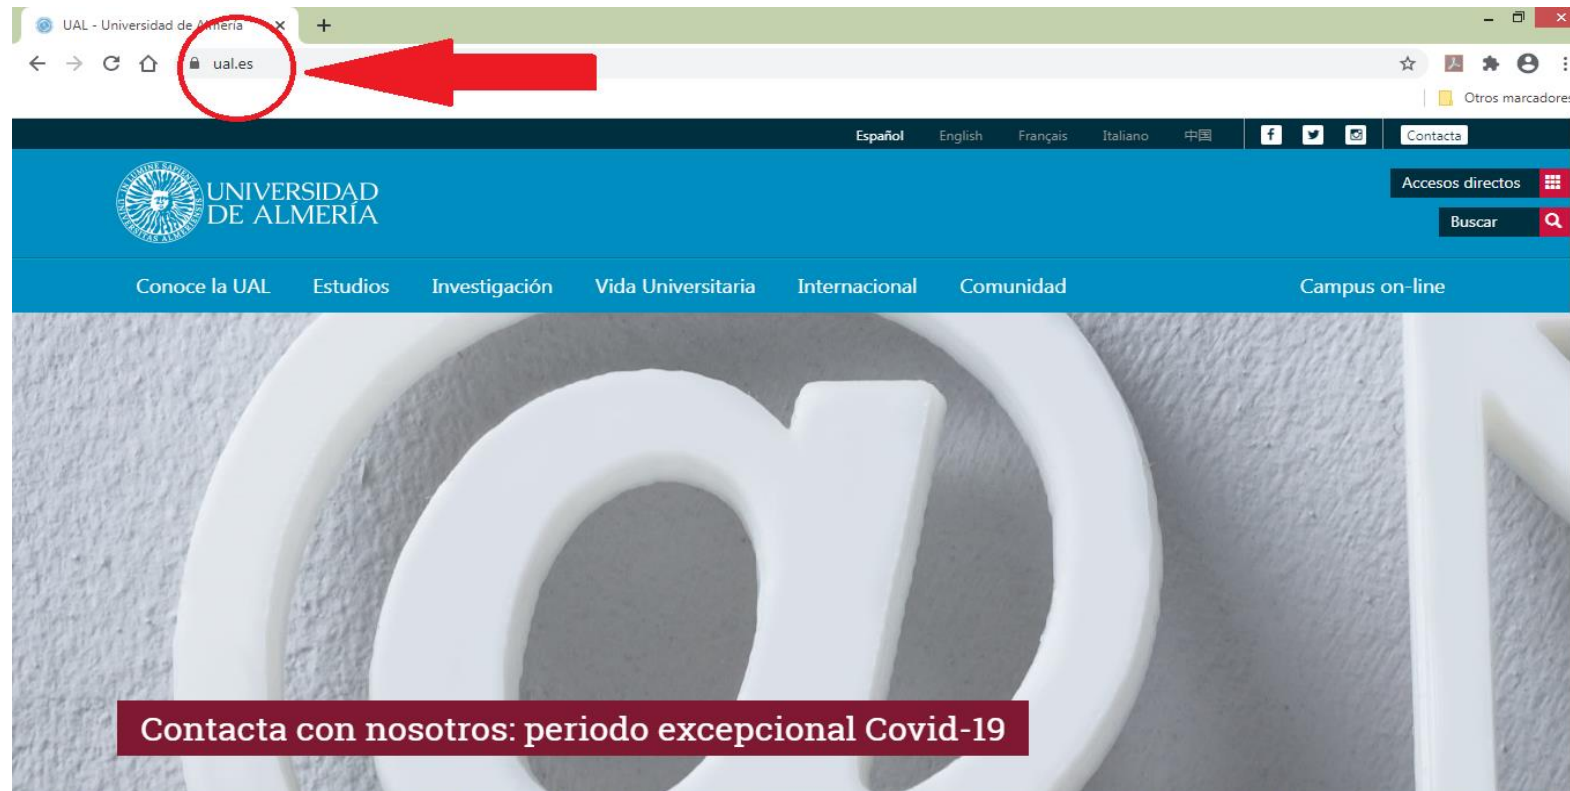 UAL - Universidad de Almería
ual.es
Otros marcadores
Español English Français Italiano 中国 Contacta
UNIVERSIDAD
DE ALMERÍA
Accesos directos
Buscar
Conoce la UAL Estudios Investigación Vida Universitaria Internacional Comunidad Campus on-line
Contacta con nosotros: periodo excepcional Covid-19